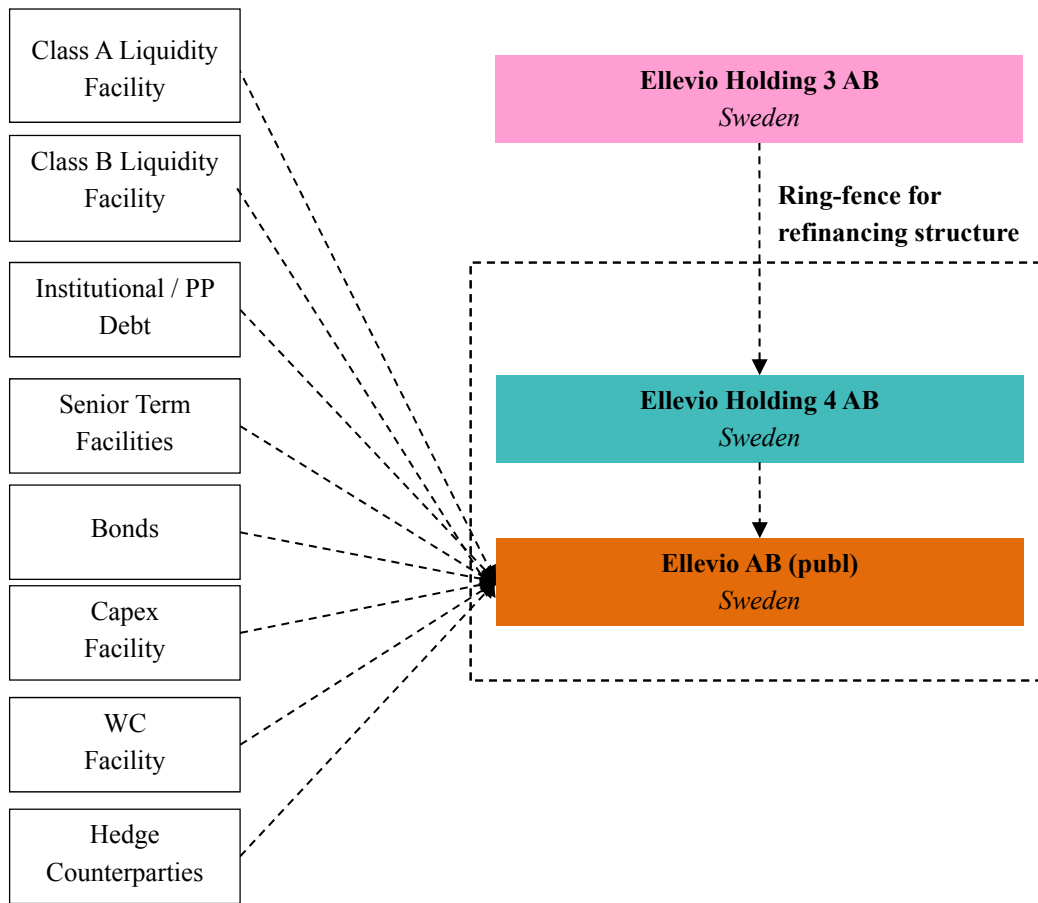 Class A Liquidity
Facility
Class B Liquidity
Facility
Institutional / PP
Debt
Senior Term
Facilities
Bonds
Capex
Facility
WC
Facility
Hedge
Counterparties
Ellevio Holding 3 AB
Sweden
Ring-fence for
refinancing structure
Ellevio Holding 4 AB
Sweden
Ellevio AB (publ)
Sweden